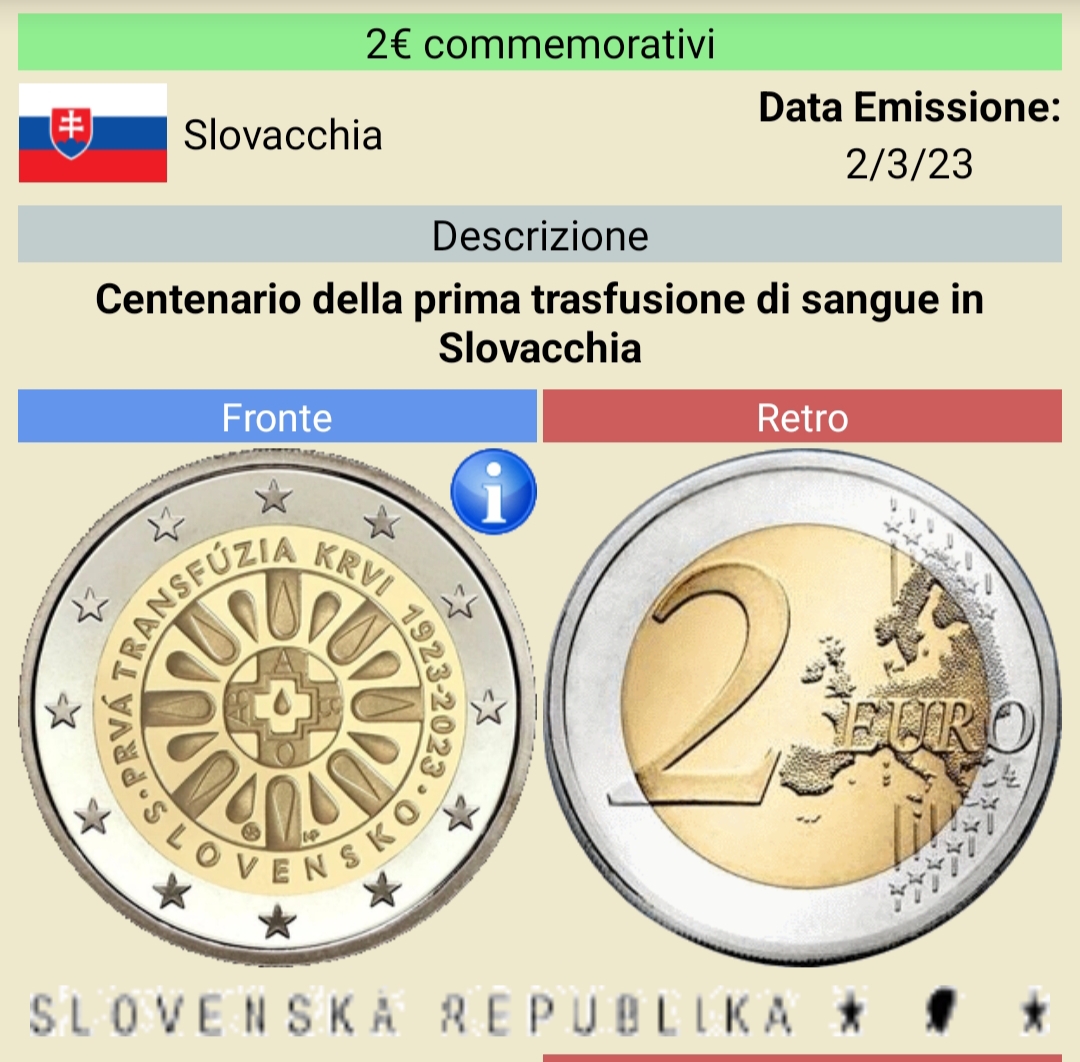 2€ commemorativi
Slovacchia
Data Emissione:
2/3/23
Descrizione
Centenario della prima trasfusione di sangue in
Slovacchia
Fronte
Retro
i
PRVÁ TRANSFÚZIA KRVI 1923-2023
· SLOVENSKO ·
A
O
2
EURO
SLOVENSKÁ REPUBLIKA